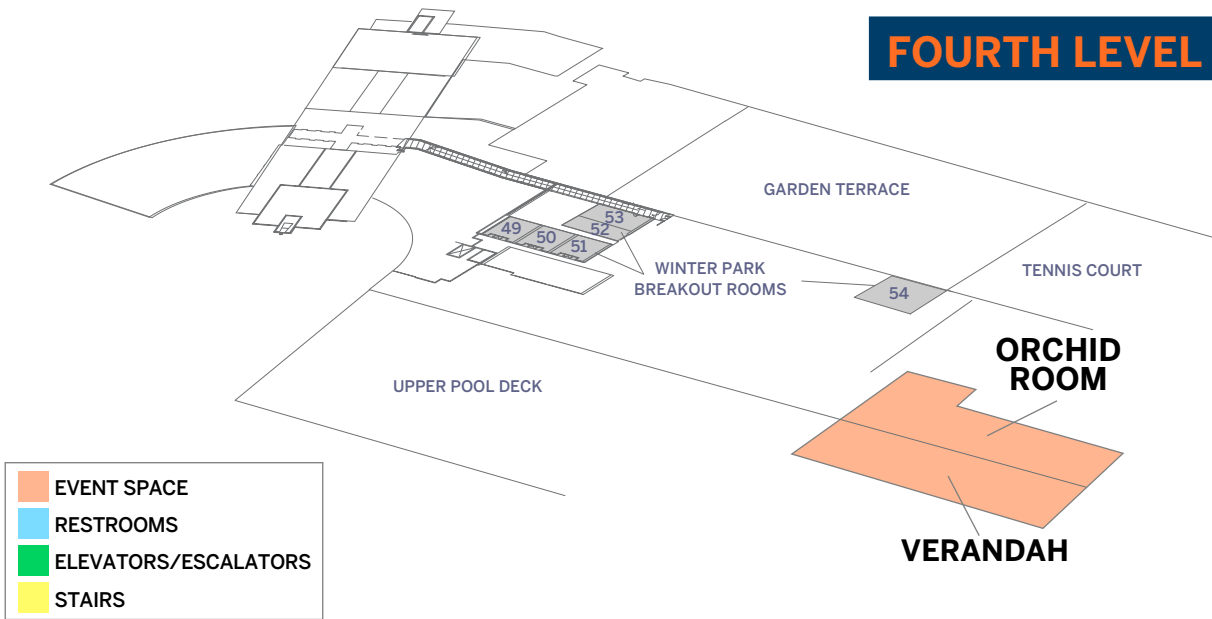 FOURTH LEVEL
GARDEN TERRACE
53
49
50
52
51
WINTER PARK
BREAKOUT ROOMS
TENNIS COURT
54
ORCHID
ROOM
UPPER POOL DECK
VERANDAH
EVENT SPACE
RESTROOMS
ELEVATORS/ESCALATORS
STAIRS